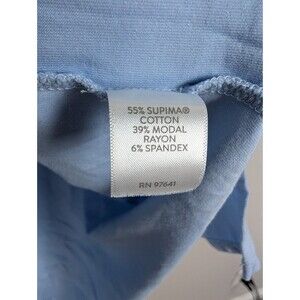 55% SUPIMA®
COTTON
39% MODAL
RAYON
6% SPANDEX
RN 97641